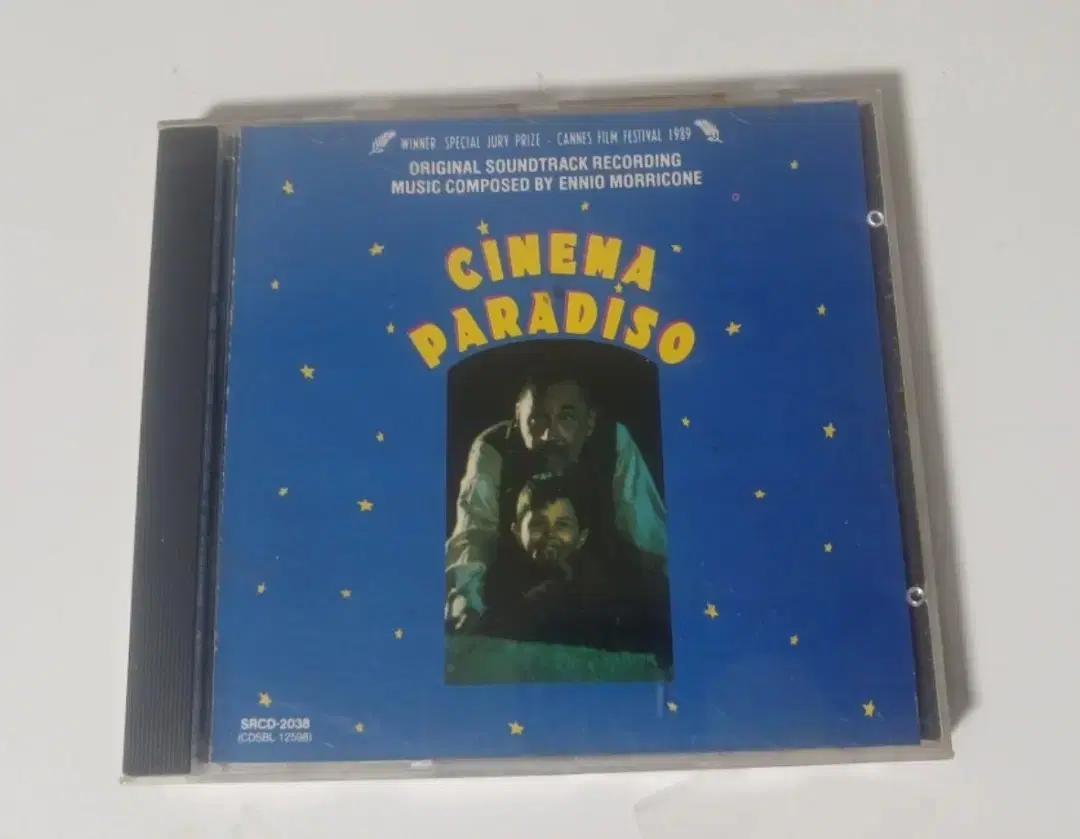 WINNER SPECIAL JURY PRIZE - CANNES FILM FESTIVAL 1989
ORIGINAL SOUNDTRACK RECORDING
MUSIC COMPOSED BY ENNIO MORRICONE
CINEMA
PARADISO
SRCD-2038
(CDSBL 12598)